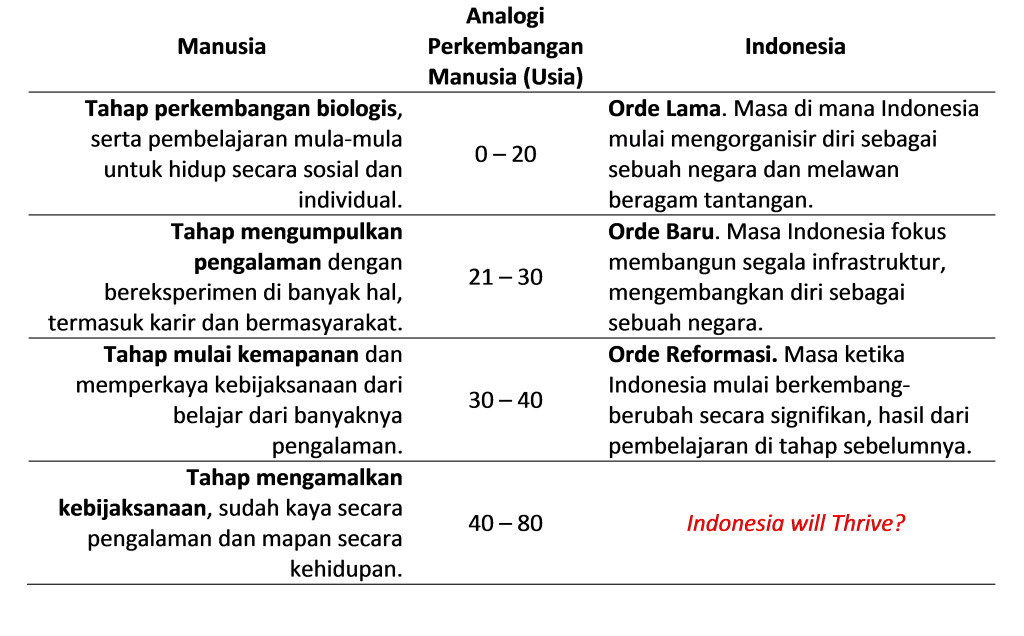 Manusia
Analogi
Perkembangan
Manusia (Usia)
Indonesia
Tahap perkembangan biologis,
serta pembelajaran mula-mula
untuk hidup secara sosial dan
individual.
0 – 20
Orde Lama. Masa di mana Indonesia
mulai mengorganisir diri sebagai
sebuah negara dan melawan
beragam tantangan.
Tahap mengumpulkan
pengalaman dengan
bereksperimen di banyak hal,
termasuk karir dan bermasyarakat.
21 – 30
Orde Baru. Masa Indonesia fokus
membangun segala infrastruktur,
mengembangkan diri sebagai
sebuah negara.
Tahap mulai kemapanan dan
memperkaya kebijaksanaan dari
belajar dari banyaknya
pengalaman.
30 – 40
Orde Reformasi. Masa ketika
Indonesia mulai berkembang-
berubah secara signifikan, hasil dari
pembelajaran di tahap sebelumnya.
Tahap mengamalkan
kebijaksanaan, sudah kaya secara
pengalaman dan mapan secara
kehidupan.
40 – 80
Indonesia will Thrive?